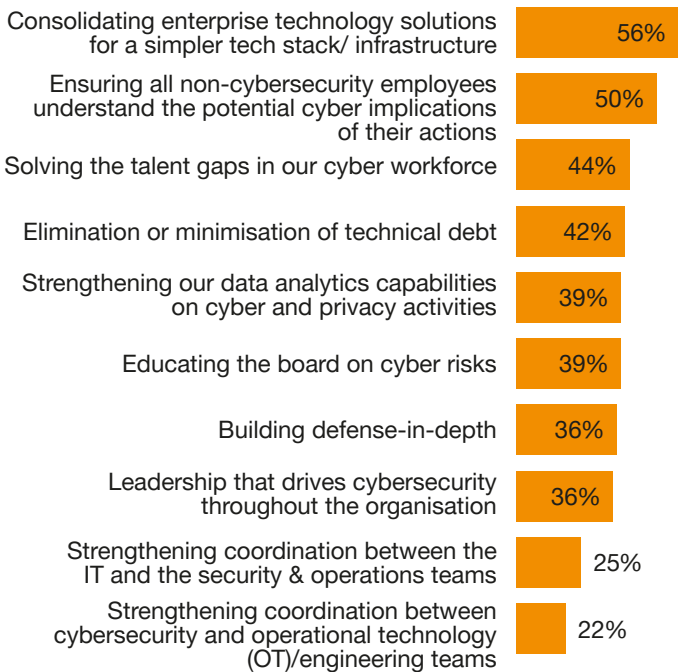 Consolidating enterprise technology solutions
for a simpler tech stack/ infrastructure
56%
Ensuring all non-cybersecurity employees
understand the potential cyber implications
of their actions
50%
Solving the talent gaps in our cyber workforce
44%
Elimination or minimisation of technical debt
42%
Strengthening our data analytics capabilities
on cyber and privacy activities
39%
Educating the board on cyber risks
39%
Building defense-in-depth
36%
Leadership that drives cybersecurity
throughout the organisation
36%
Strengthening coordination between the
IT and the security & operations teams
25%
Strengthening coordination between
cybersecurity and operational technology
(OT)/engineering teams
22%